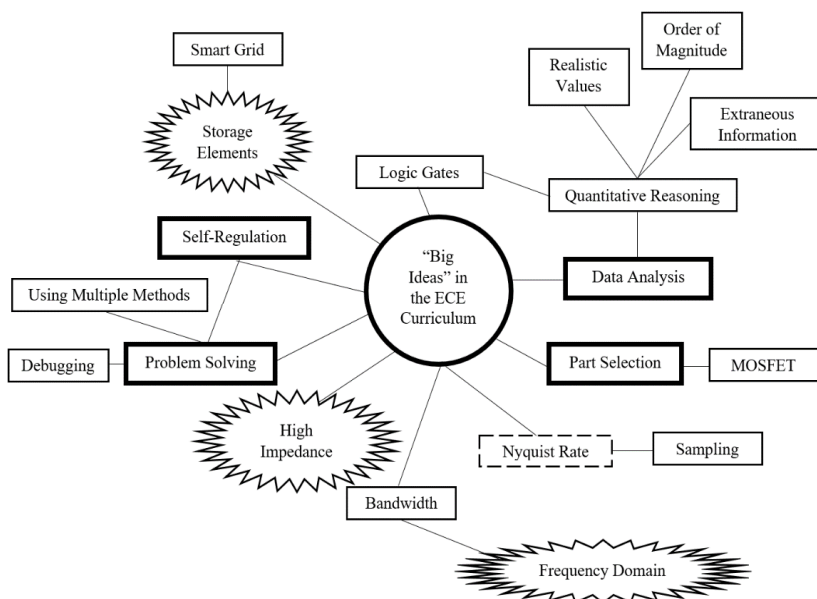 Smart Grid
Order of
Magnitude
Realistic
Values
Extraneous
Information
Storage
Elements
Logic Gates
Quantitative Reasoning
Self-Regulation
“Big
Ideas” in
the ECE
Curriculum
Data Analysis
Using Multiple Methods
Debugging
Problem Solving
Part Selection
MOSFET
High
Impedance
Nyquist Rate
Sampling
Bandwidth
Frequency Domain